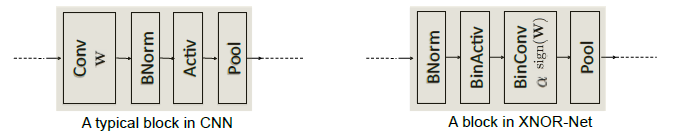 Conv
W
BNorm
Activ
Pool
A typical block in CNN
BNorm
BinActiv
BinConv
α sign(W)
Pool
A block in XNOR-Net